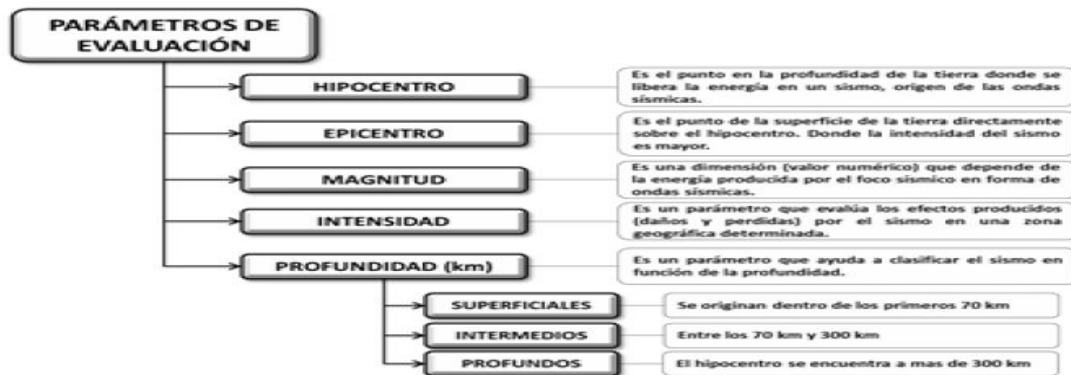 PARÁMETROS DE
EVALUACIÓN
HIPOCENTRO
Es el punto en la profundidad de la tierra donde se
libera la energía en un sismo, origen de las ondas
sísmicas.
EPICENTRO
Es el punto de la superficie de la tierra directamente
sobre el hipocentro. Donde la intensidad del sismo
es mayor.
MAGNITUD
Es una dimensión (valor numérico) que depende de
la energía producida por el foco sísmico en forma de
ondas sísmicas.
INTENSIDAD
Es un parámetro que evalúa los efectos producidos
(daños y perdidas) por el sismo en una zona
geográfica determinada.
PROFUNDIDAD (km)
Es un parámetro que ayuda a clasificar el sismo en
función de la profundidad.
SUPERFICIALES
Se originan dentro de los primeros 70 km
INTERMEDIOS
Entre los 70 km y 300 km
PROFUNDOS
El hipocentro se encuentra a mas de 300 km